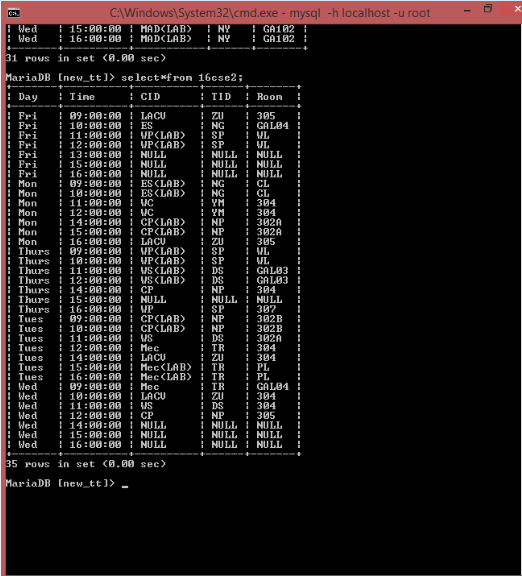 C:\Windows\System32\cmd.exe - mysql -h localhost -u root
| Wed | 15:00:00 | MAD(LAB) | NY | GA102 |
| Wed | 16:00:00 | MAD(LAB) | NY | GA102 |
+-------+----------+----------+------+-------+
31 rows in set (0.00 sec)
MariaDB [new_tt]> select*from 16cse2;
+-------+----------+----------+------+-------+
| Day | Time | CID | TID | Room |
+-------+----------+----------+------+-------+
| Fri | 09:00:00 | LACV | ZU | 305 |
| Fri | 10:00:00 | ES | NG | GAL04 |
| Fri | 11:00:00 | WP(LAB) | SP | WL |
| Fri | 12:00:00 | WP(LAB) | SP | WL |
| Fri | 13:00:00 | NULL | NULL | NULL |
| Fri | 15:00:00 | NULL | NULL | NULL |
| Fri | 16:00:00 | NULL | NULL | NULL |
| Mon | 09:00:00 | ES(LAB) | NG | CL |
| Mon | 10:00:00 | ES(LAB) | NG | CL |
| Mon | 11:00:00 | WC | YM | 304 |
| Mon | 12:00:00 | WC | YM | 304 |
| Mon | 14:00:00 | CP(LAB) | NP | 302A |
| Mon | 15:00:00 | CP(LAB) | NP | 302A |
| Mon | 16:00:00 | LACV | ZU | 305 |
| Thurs | 09:00:00 | WP(LAB) | SP | WL |
| Thurs | 10:00:00 | WP(LAB) | SP | WL |
| Thurs | 11:00:00 | WS(LAB) | DS | GAL03 |
| Thurs | 12:00:00 | WS(LAB) | DS | GAL03 |
| Thurs | 14:00:00 | CP | NP | 304 |
| Thurs | 15:00:00 | NULL | NULL | NULL |
| Thurs | 16:00:00 | WP | SP | 307 |
| Tues | 09:00:00 | CP(LAB) | NP | 302B |
| Tues | 10:00:00 | CP(LAB) | NP | 302B |
| Tues | 11:00:00 | WS | DS | 302A |
| Tues | 12:00:00 | Mec | TR | 304 |
| Tues | 14:00:00 | LACV | ZU | 304 |
| Tues | 15:00:00 | Mec(LAB) | TR | PL |
| Tues | 16:00:00 | Mec(LAB) | TR | PL |
| Wed | 09:00:00 | Mec | TR | GAL04 |
| Wed | 10:00:00 | LACV | ZU | 304 |
| Wed | 11:00:00 | WS | DS | 304 |
| Wed | 12:00:00 | CP | NP | 305 |
| Wed | 14:00:00 | NULL | NULL | NULL |
| Wed | 15:00:00 | NULL | NULL | NULL |
| Wed | 16:00:00 | NULL | NULL | NULL |
+-------+----------+----------+------+-------+
35 rows in set (0.00 sec)
MariaDB [new_tt]> _